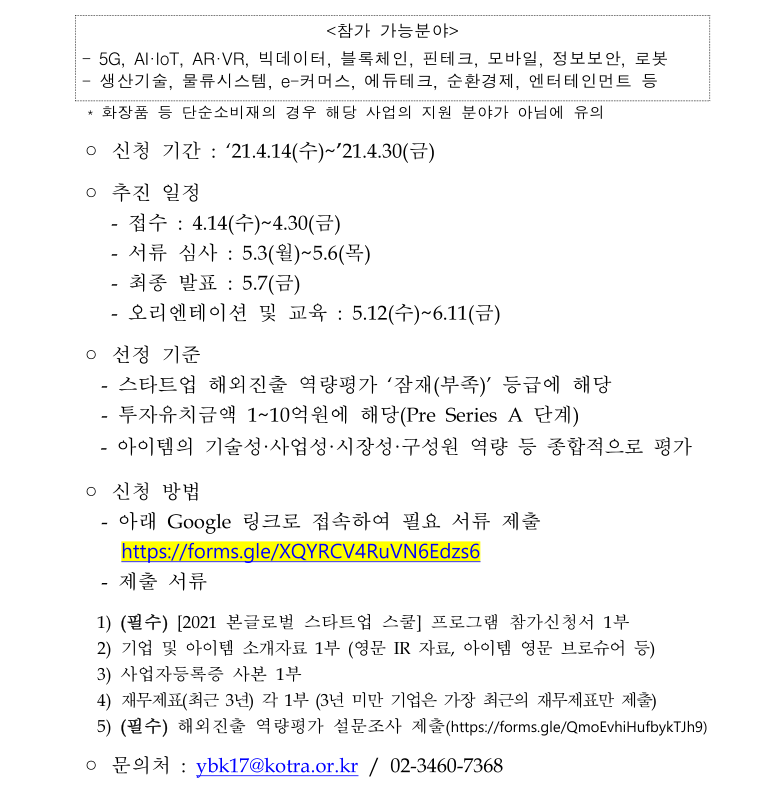 <참가 가능분야>
- 5G, AI·IoT, AR·VR, 빅데이터, 블록체인, 핀테크, 모바일, 정보보안, 로봇
- 생산기술, 물류시스템, e-커머스, 에듀테크, 순환경제, 엔터테인먼트 등
* 화장품 등 단순소비재의 경우 해당 사업의 지원 분야가 아님에 유의
○ 신청 기간 : ‘21.4.14(수)~’21.4.30(금)
○ 추진 일정
- 접수 : 4.14(수)~4.30(금)
- 서류 심사 : 5.3(월)~5.6(목)
- 최종 발표 : 5.7(금)
- 오리엔테이션 및 교육 : 5.12(수)~6.11(금)
○ 선정 기준
- 스타트업 해외진출 역량평가 ‘잠재(부족)’ 등급에 해당
- 투자유치금액 1~10억원에 해당(Pre Series A 단계)
- 아이템의 기술성·사업성·시장성·구성원 역량 등 종합적으로 평가
○ 신청 방법
- 아래 Google 링크로 접속하여 필요 서류 제출
https://forms.gle/XQYRCV4RuVN6Edzs6
- 제출 서류
1) (필수) [2021 본글로벌 스타트업 스쿨] 프로그램 참가신청서 1부
2) 기업 및 아이템 소개자료 1부 (영문 IR 자료, 아이템 영문 브로슈어 등)
3) 사업자등록증 사본 1부
4) 재무제표(최근 3년) 각 1부 (3년 미만 기업은 가장 최근의 재무제표만 제출)
5) (필수) 해외진출 역량평가 설문조사 제출(https://forms.gle/QmoEvhiHufbykTJh9)
○ 문의처 : ybk17@kotra.or.kr / 02-3460-7368